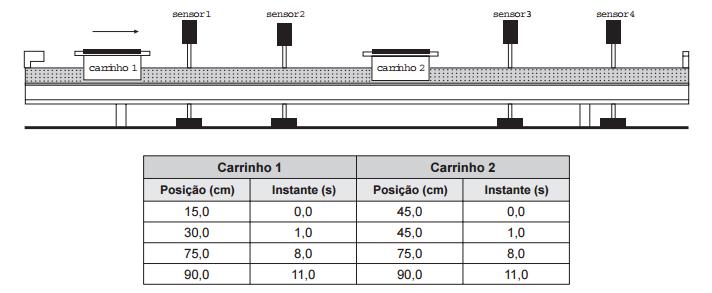 sensor1 sensor2 sensor3 sensor4
carrinho 1 carrinho 2
Carrinho 1 Carrinho 2
Posição (cm) Instante (s) Posição (cm) Instante (s)
15,0 0,0 45,0 0,0
30,0 1,0 45,0 1,0
75,0 8,0 75,0 8,0
90,0 11,0 90,0 11,0